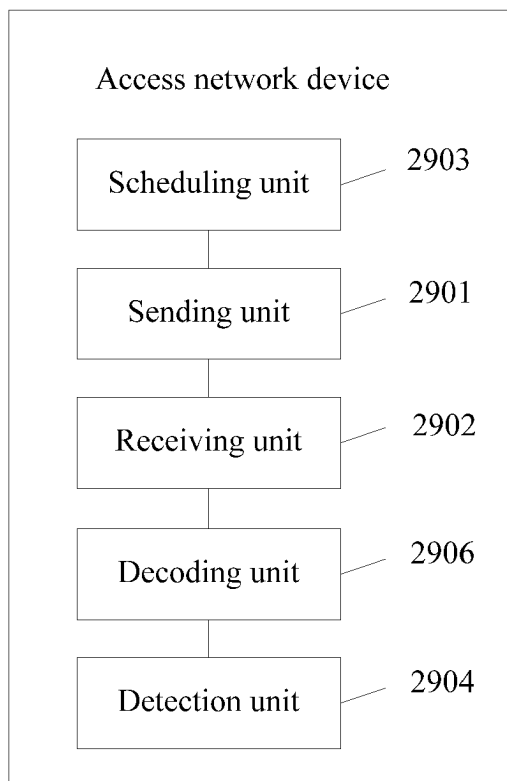 Access network device
Scheduling unit
2903
Sending unit
2901
Receiving unit
2902
Decoding unit
2906
Detection unit
2904